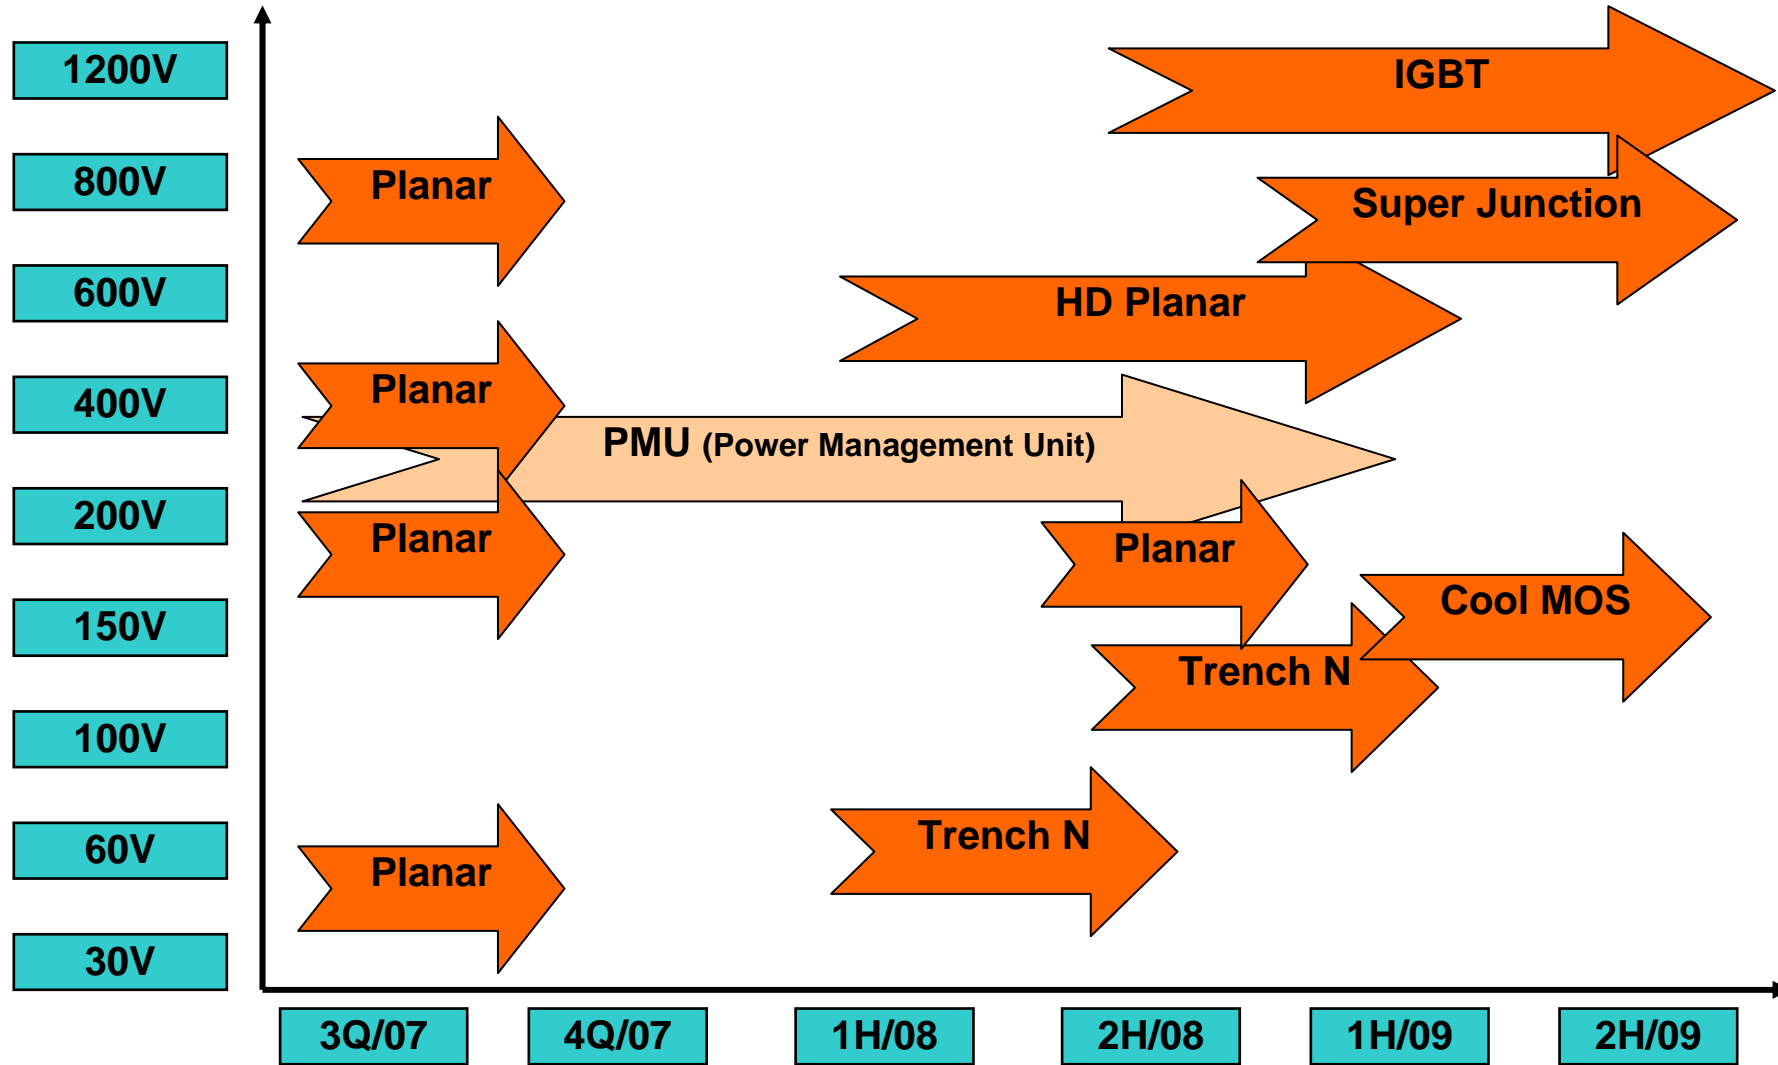 1200V
IGBT
800V
Planar
Super Junction
600V
HD Planar
400V
Planar
PMU (Power Management Unit)
200V
Planar
Planar
150V
Cool MOS
Trench N
100V
60V
Trench N
Planar
30V
3Q/07
4Q/07
1H/08
2H/08
1H/09
2H/09